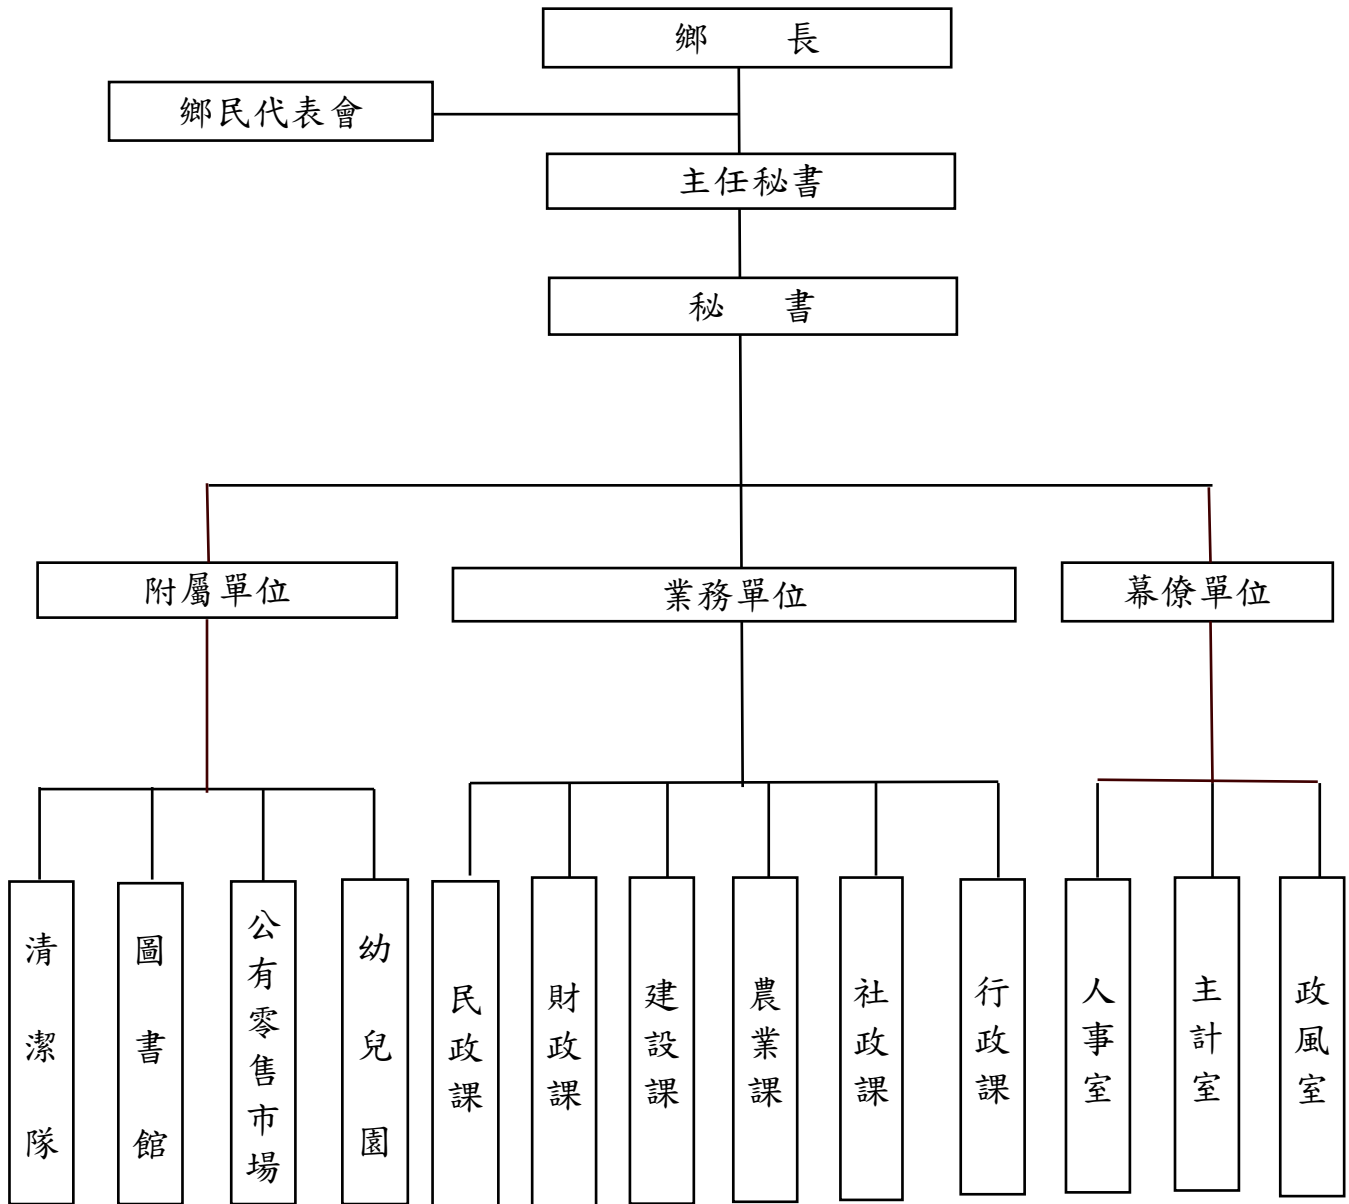 鄉 長
鄉民代表會
主任秘書
秘 書
附屬單位
業務單位
幕僚單位
清潔隊
圖書館
公有零售市場
幼兒園
民政課
財政課
建設課
農業課
社政課
行政課
人事室
主計室
政風室